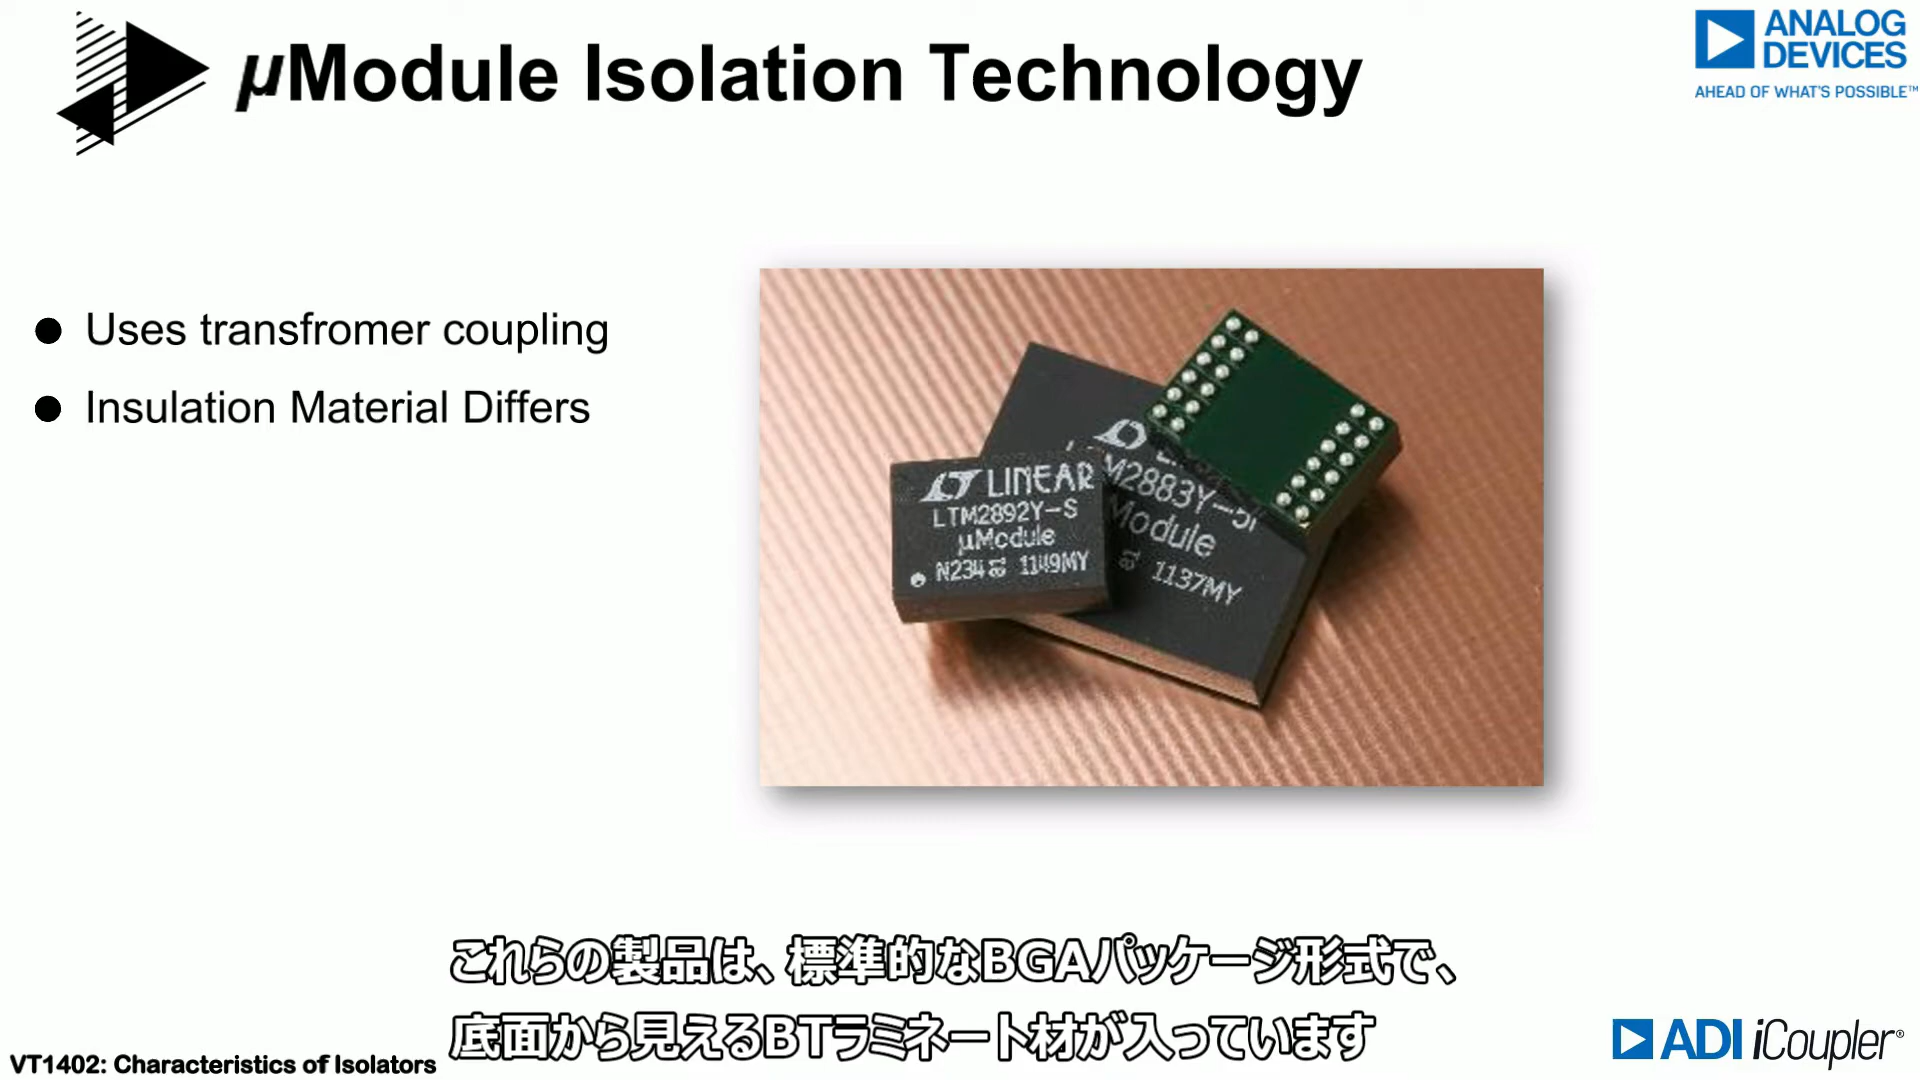 µModule Isolation Technology
ANALOG
DEVICES
AHEAD OF WHAT'S POSSIBLE™
● Uses transfromer coupling
● Insulation Material Differs
LINEAR
LTM2892Y-S
µModule
N234 e1 1149MY
M2883Y-5
Module
e1 1137MY
これらの製品は、標準的なBGAパッケージ形式で、
底面から見えるBTラミネート材が入っています
VT1402: Characteristics of Isolators
ADI iCoupler®